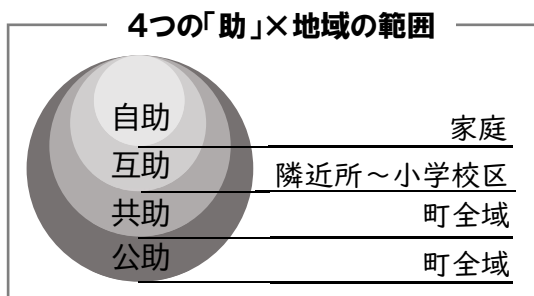 4つの「助」×地域の範囲
自助 家庭
互助 隣近所～小学校区
共助 町全域
公助 町全域